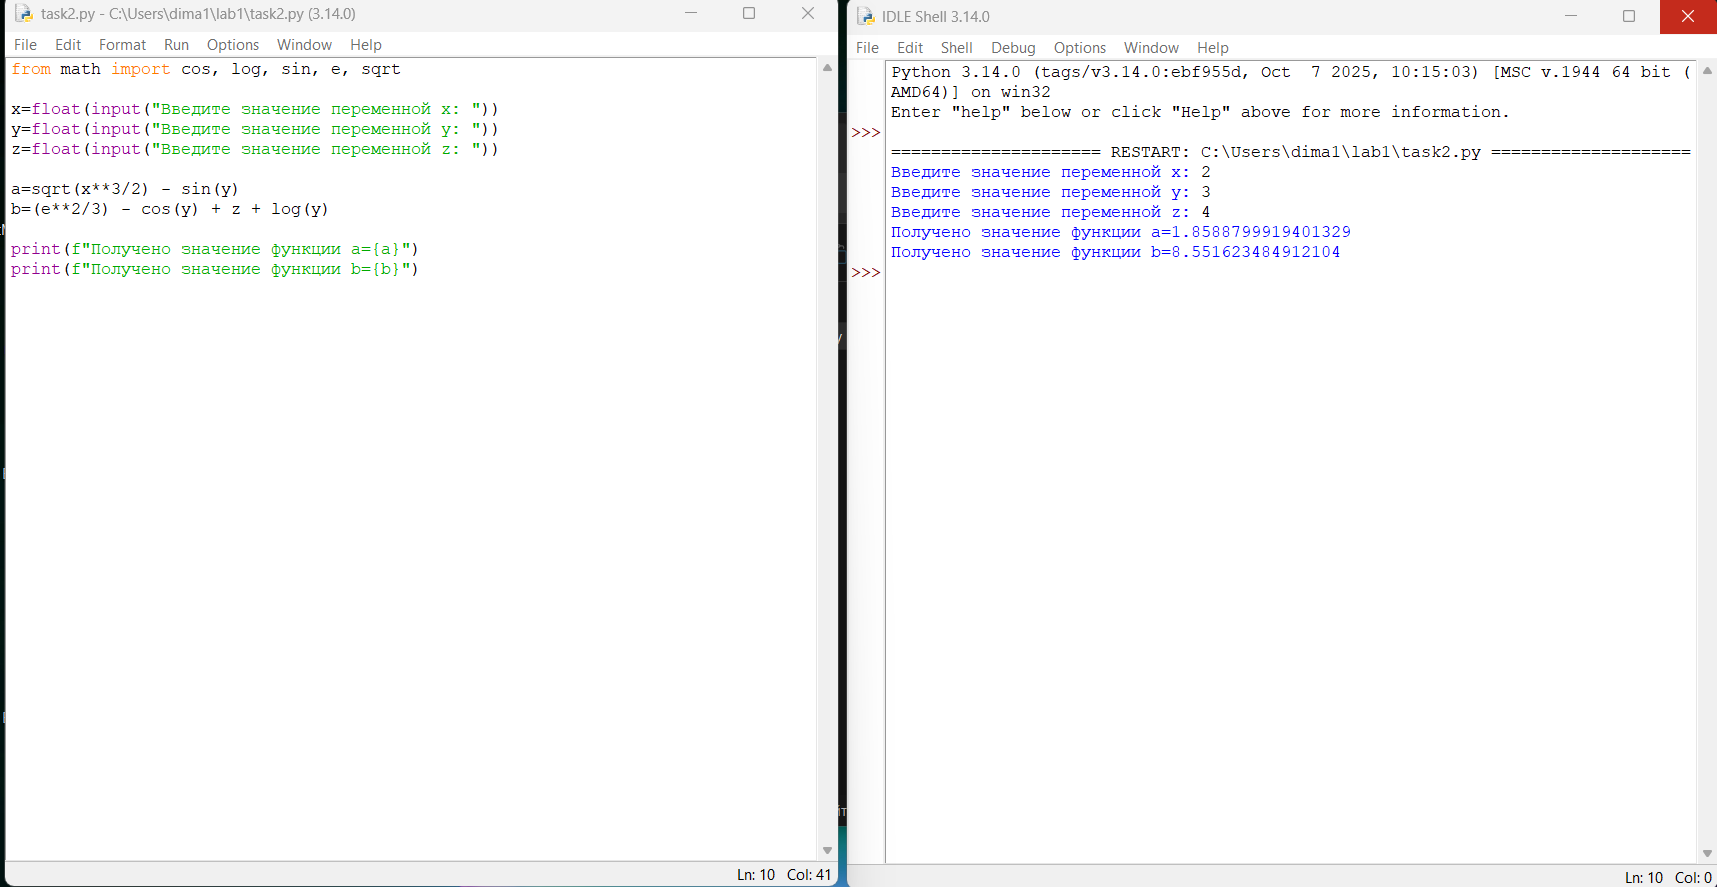 task2.py - C:\Users\dima1\lab1\task2.py (3.14.0)
File Edit Format Run Options Window Help
from math import cos, log, sin, e, sqrt
x=float(input("Введите значение переменной x: "))
y=float(input("Введите значение переменной y: "))
z=float(input("Введите значение переменной z: "))
a=sqrt(x**3/2) - sin(y)
b=(e**2/3) - cos(y) + z + log(y)
print(f"Получено значение функции a={a}")
print(f"Получено значение функции b={b}")
Ln: 10 Col: 41
IDLE Shell 3.14.0
File Edit Shell Debug Options Window Help
Python 3.14.0 (tags/v3.14.0:ebf955d, Oct  7 2025, 10:15:03) [MSC v.1944 64 bit (
AMD64)] on win32
Enter "help" below or click "Help" above for more information.
>>>
===================== RESTART: C:\Users\dima1\lab1\task2.py ====================
Введите значение переменной x: 2
Введите значение переменной y: 3
Введите значение переменной z: 4
Получено значение функции a=1.8588799919401329
Получено значение функции b=8.551623484912104
>>>
Ln: 10 Col: 0